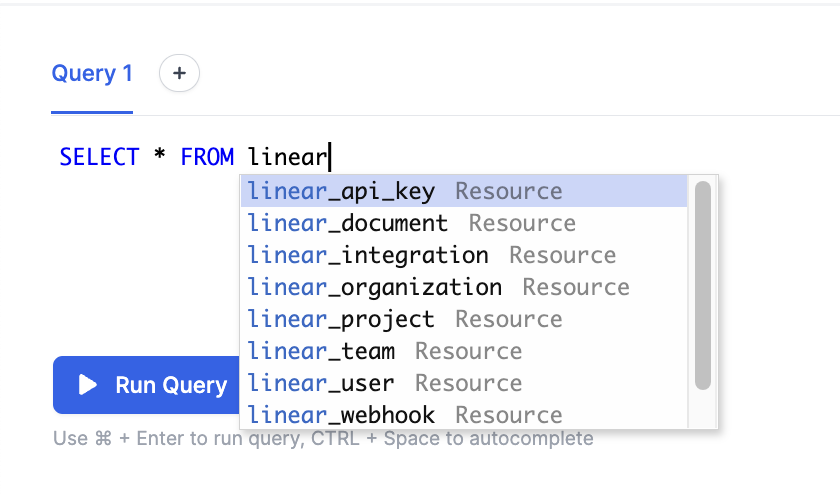 Query 1 +
SELECT * FROM linear
linear_api_key Resource
linear_document Resource
linear_integration Resource
linear_organization Resource
linear_project Resource
linear_team Resource
linear_user Resource
linear_webhook Resource
Run Query
Use ⌘ + Enter to run query, CTRL + Space to autocomplete